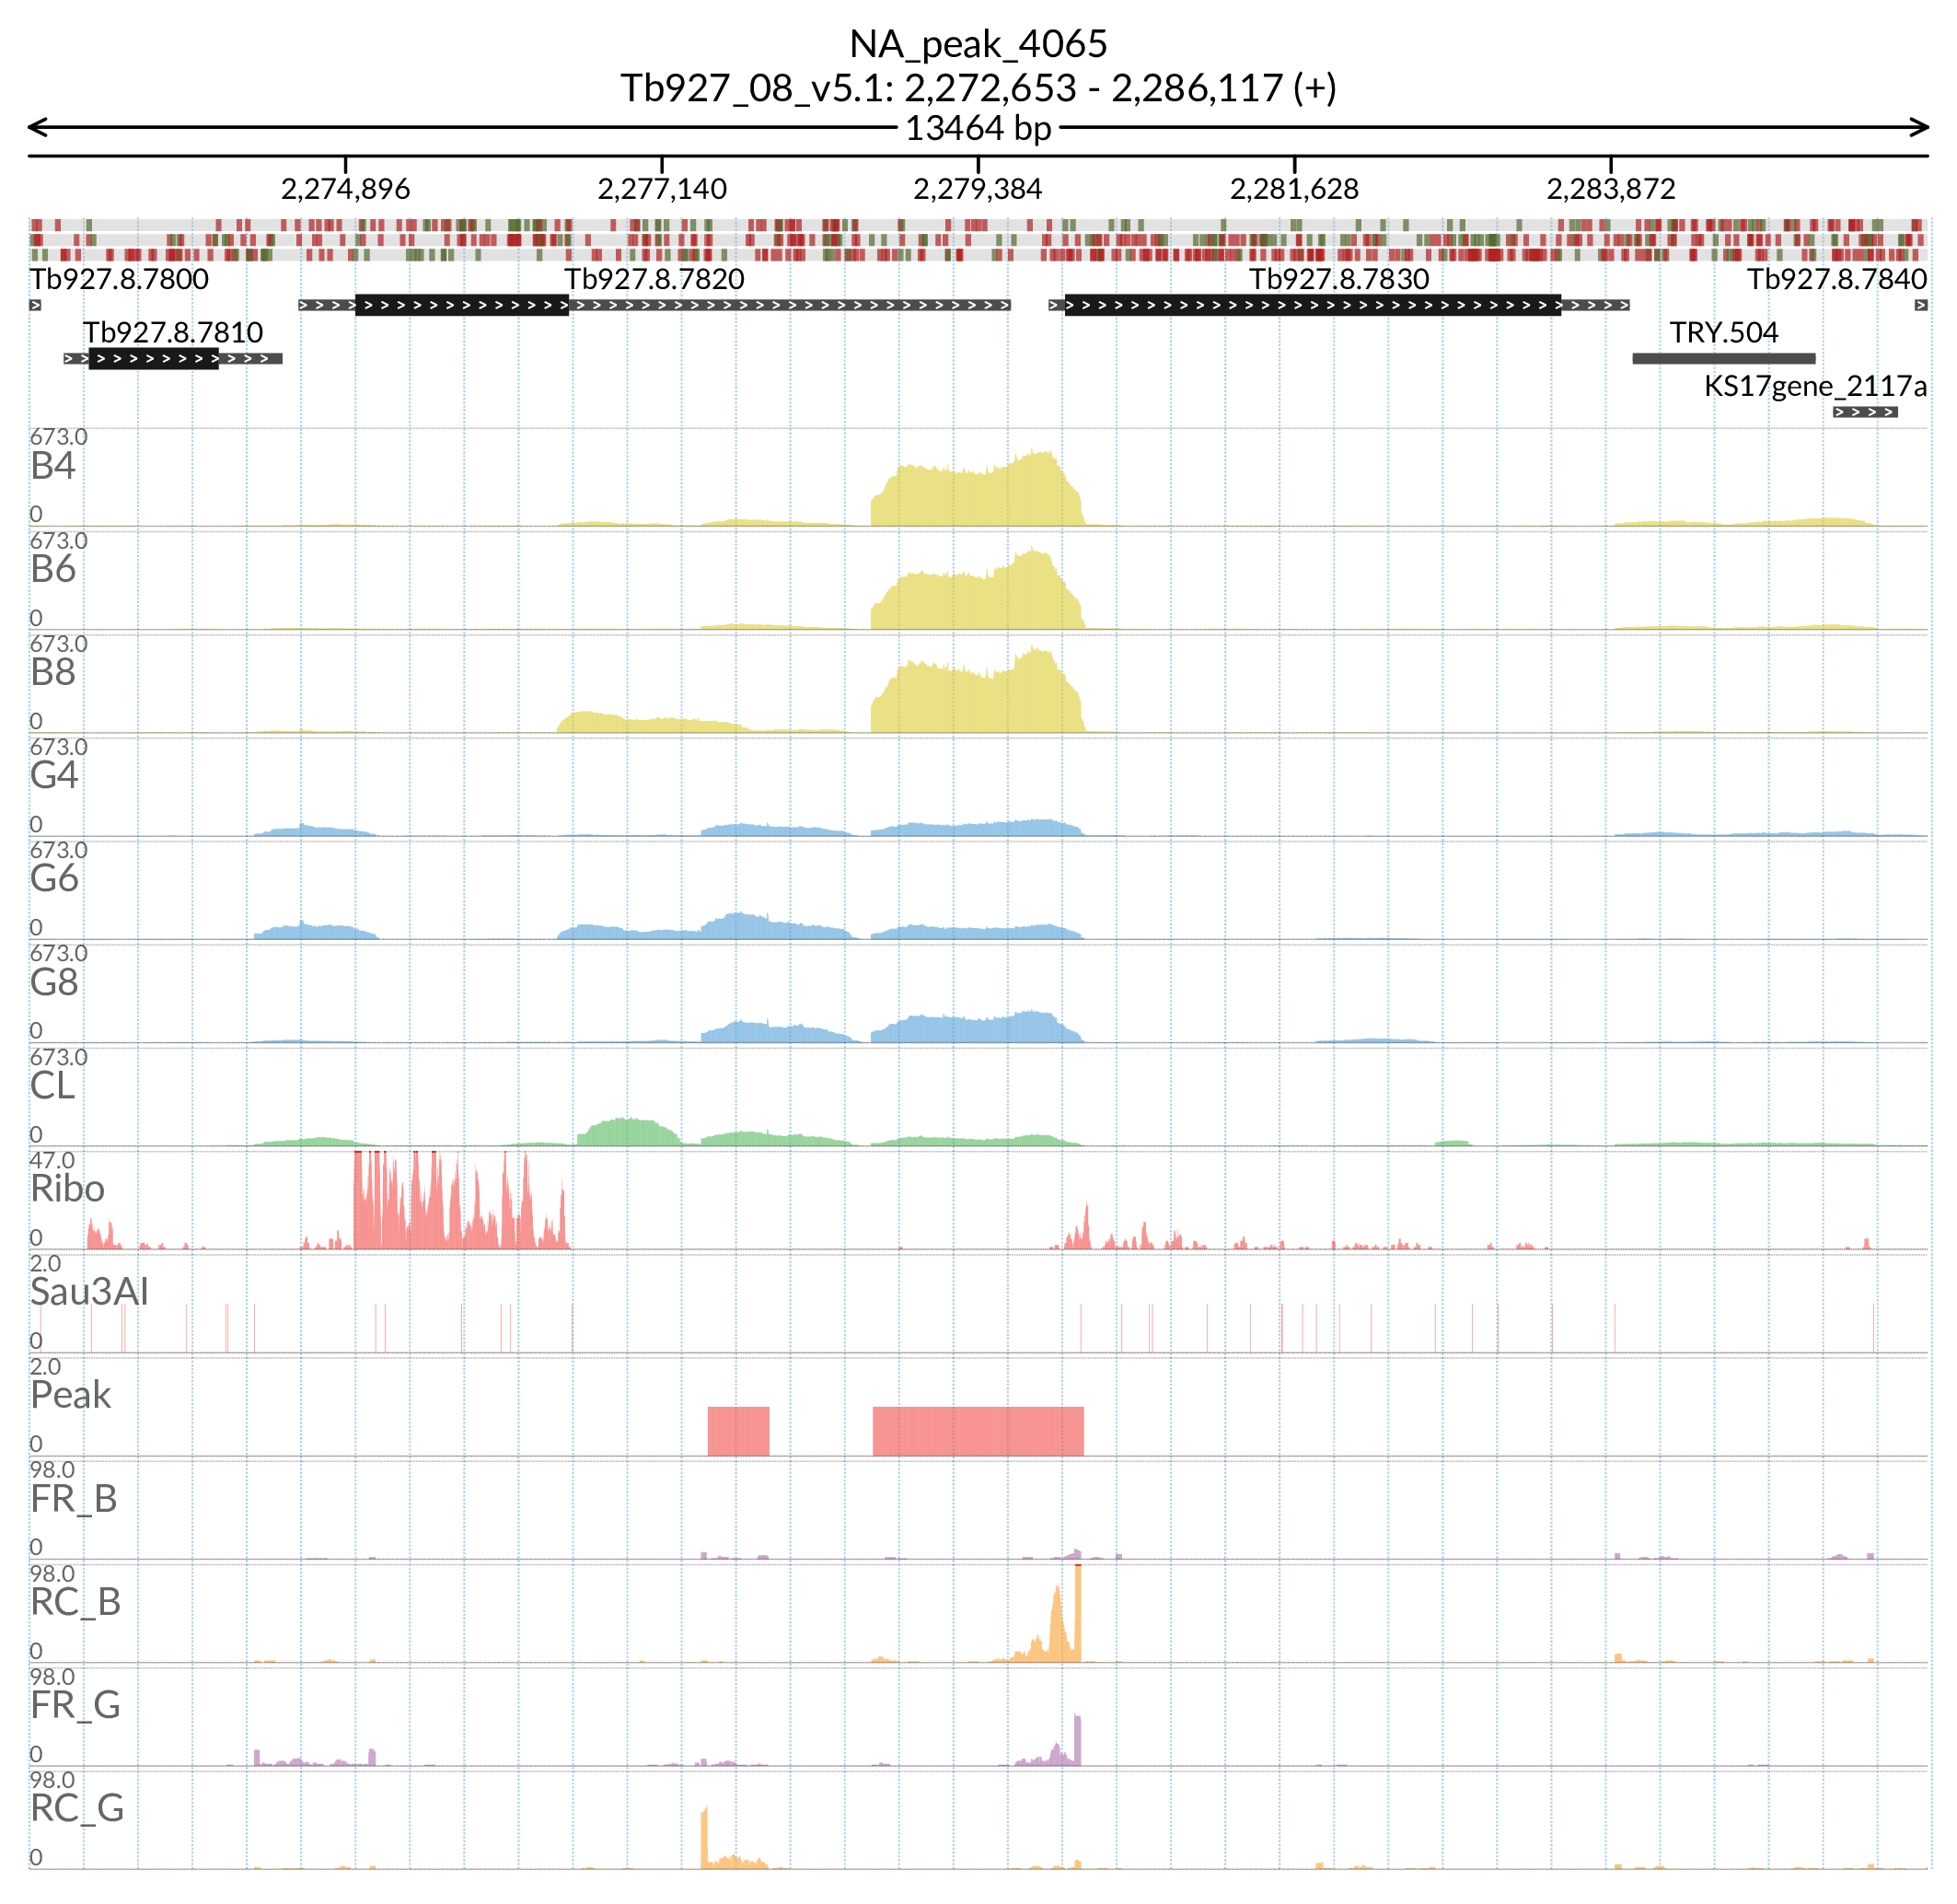 NA_peak_4065
Tb927_08_v5.1: 2,272,653 - 2,286,117 (+)
13464 bp
2,274,896 2,277,140 2,279,384 2,281,628 2,283,872
Tb927.8.7800 Tb927.8.7820 Tb927.8.7830 Tb927.8.7840
Tb927.8.7810 TRY.504
KS17gene_2117a
673.0
B4
0
673.0
B6
0
673.0
B8
0
673.0
G4
0
673.0
G6
0
673.0
G8
0
673.0
CL
0
47.0
Ribo
0
2.0
Sau3AI
0
2.0
Peak
0
98.0
FR_B
0
98.0
RC_B
0
98.0
FR_G
0
98.0
RC_G
0